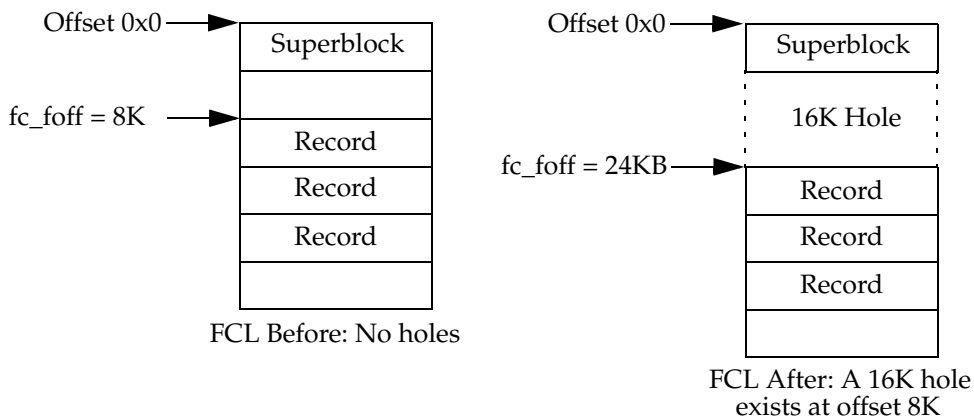 Offset 0x0
Superblock
fc_foff = 8K
Record
Record
Record
FCL Before: No holes
Offset 0x0
Superblock
16K Hole
fc_foff = 24KB
Record
Record
Record
FCL After: A 16K hole
exists at offset 8K